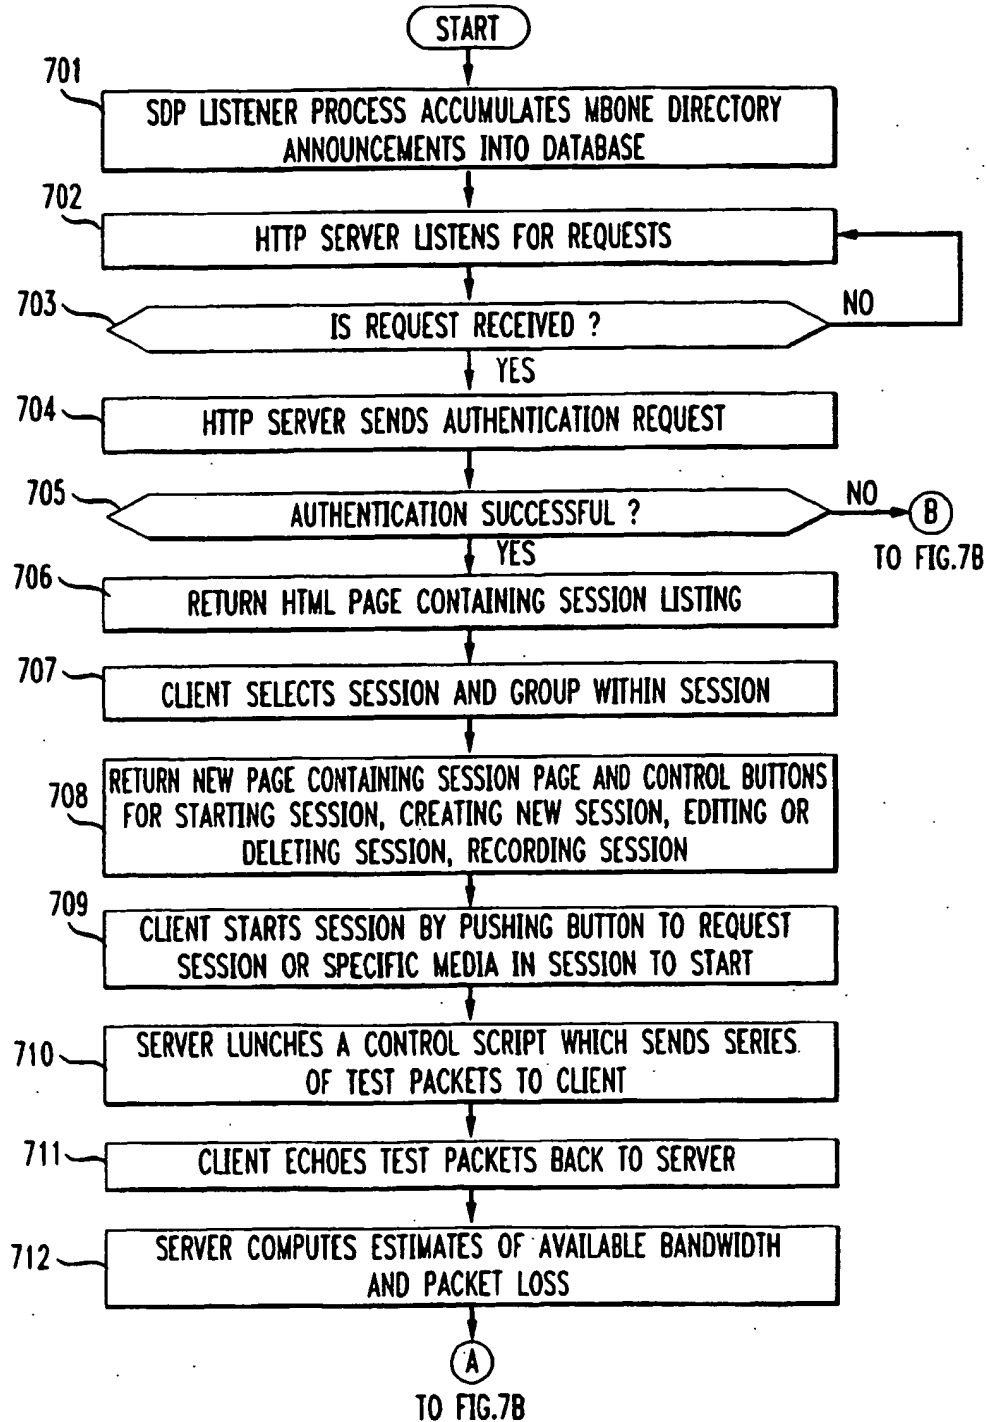 START
701
SDP LISTENER PROCESS ACCUMULATES MBONE DIRECTORY
ANNOUNCEMENTS INTO DATABASE
702
HTTP SERVER LISTENS FOR REQUESTS
703
IS REQUEST RECEIVED ?
NO
YES
704
HTTP SERVER SENDS AUTHENTICATION REQUEST
705
AUTHENTICATION SUCCESSFUL ?
NO
B
TO FIG.7B
YES
706
RETURN HTML PAGE CONTAINING SESSION LISTING
707
CLIENT SELECTS SESSION AND GROUP WITHIN SESSION
708
RETURN NEW PAGE CONTAINING SESSION PAGE AND CONTROL BUTTONS
FOR STARTING SESSION, CREATING NEW SESSION, EDITING OR
DELETING SESSION, RECORDING SESSION
709
CLIENT STARTS SESSION BY PUSHING BUTTON TO REQUEST
SESSION OR SPECIFIC MEDIA IN SESSION TO START
710
SERVER LUNCHES A CONTROL SCRIPT WHICH SENDS SERIES
OF TEST PACKETS TO CLIENT
711
CLIENT ECHOES TEST PACKETS BACK TO SERVER
712
SERVER COMPUTES ESTIMATES OF AVAILABLE BANDWIDTH
AND PACKET LOSS
A
TO FIG.7B